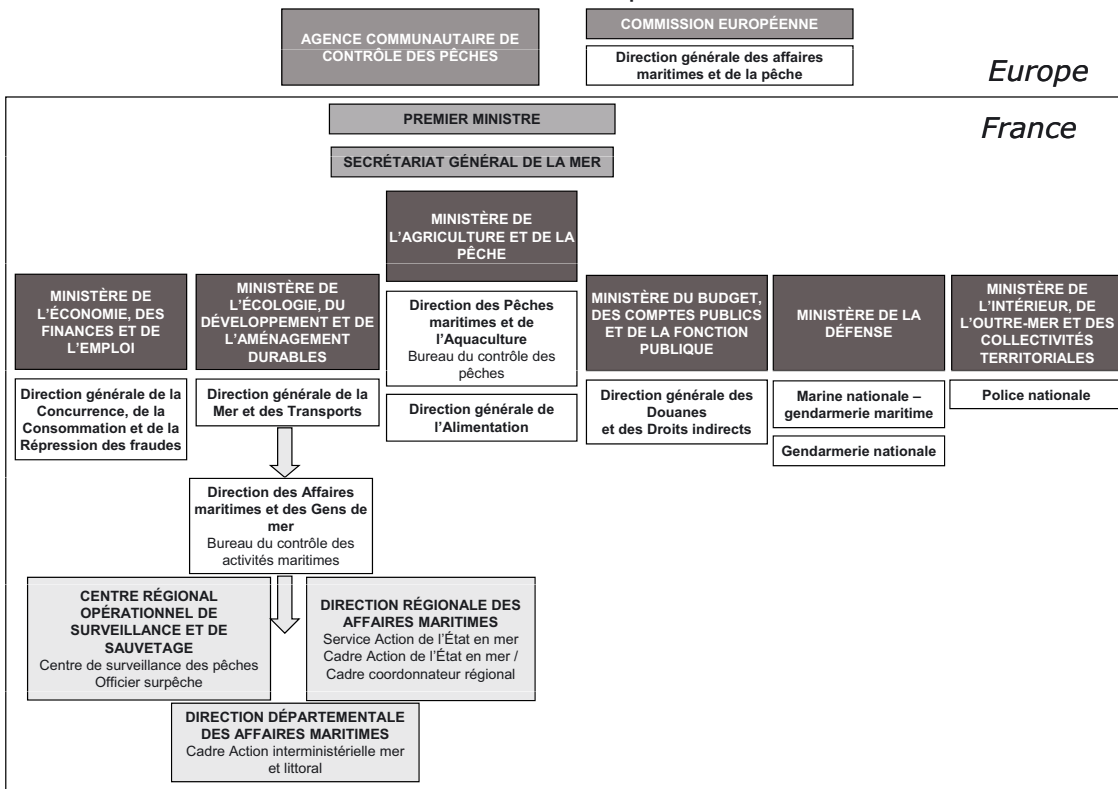 AGENCE COMMUNAUTAIRE DE
CONTRÔLE DES PÊCHES
COMMISSION EUROPÉENNE
Direction générale des affaires
maritimes et de la pêche
Europe
France
PREMIER MINISTRE
SECRÉTARIAT GÉNÉRAL DE LA MER
MINISTÈRE DE
L’AGRICULTURE ET DE LA
PÊCHE
MINISTÈRE DE
L’ÉCONOMIE, DES
FINANCES ET DE
L’EMPLOI
MINISTÈRE DE
L’ÉCOLOGIE, DU
DÉVELOPPEMENT ET DE
L’AMÉNAGEMENT
DURABLES
Direction des Pêches
maritimes et de
l’Aquaculture
Bureau du contrôle des
pêches
MINISTÈRE DU BUDGET,
DES COMPTES PUBLICS
ET DE LA FONCTION
PUBLIQUE
MINISTÈRE DE LA
DÉFENSE
MINISTÈRE DE
L’INTÉRIEUR, DE
L’OUTRE-MER ET DES
COLLECTIVITÉS
TERRITORIALES
Direction générale de la
Concurrence, de la
Consommation et de la
Répression des fraudes
Direction générale de la
Mer et des Transports
Direction générale de
l’Alimentation
Direction générale des
Douanes
et des Droits indirects
Marine nationale –
gendarmerie maritime
Gendarmerie nationale
Police nationale
Direction des Affaires
maritimes et des Gens de
mer
Bureau du contrôle des
activités maritimes
CENTRE RÉGIONAL
OPÉRATIONNEL DE
SURVEILLANCE ET DE
SAUVETAGE
Centre de surveillance des pêches
Officier surpêche
DIRECTION RÉGIONALE DES
AFFAIRES MARITIMES
Service Action de l’État en mer
Cadre Action de l’État en mer /
Cadre coordonnateur régional
DIRECTION DÉPARTEMENTALE
DES AFFAIRES MARITIMES
Cadre Action interministérielle mer
et littoral